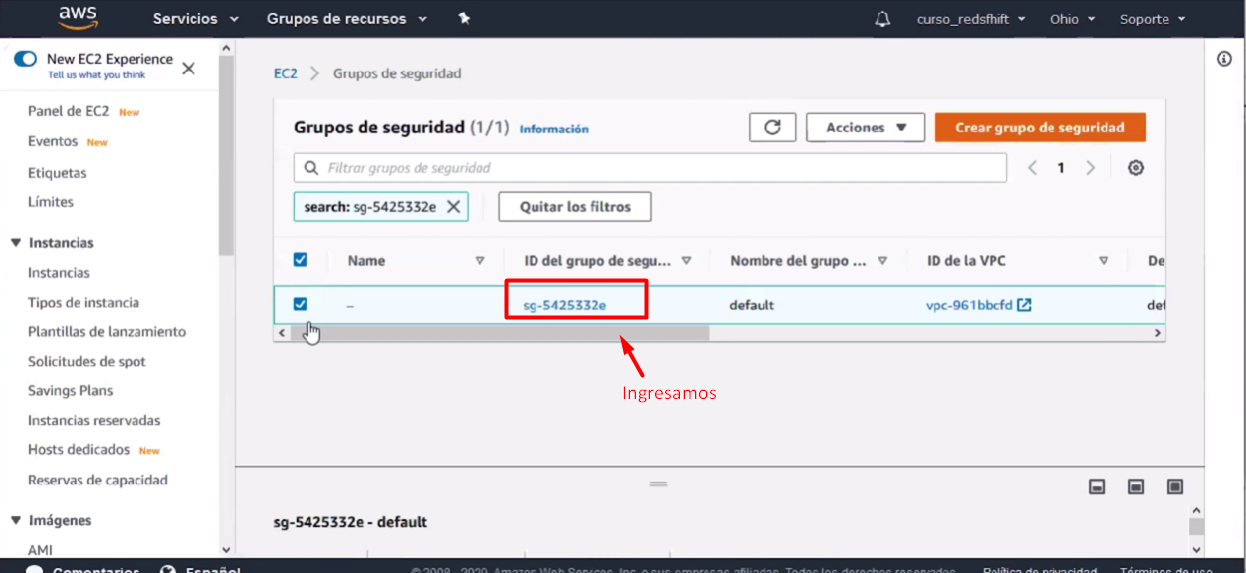 aws Servicios Grupos de recursos curso_redsfhift Ohio Soporte
New EC2 Experience
Tell us what you think
Panel de EC2 New
Eventos New
Etiquetas
Límites
Instancias
Instancias
Tipos de instancia
Plantillas de lanzamiento
Solicitudes de spot
Savings Plans
Instancias reservadas
Hosts dedicados New
Reservas de capacidad
Imágenes
AMI
EC2 > Grupos de seguridad
Grupos de seguridad (1/1) Información
Acciones
Crear grupo de seguridad
Filtrar grupos de seguridad
1
search: sg-5425332e
Quitar los filtros
Name ID del grupo de segu... Nombre del grupo ... ID de la VPC De
– sg-5425332e default vpc-961bbcfd def
Ingresamos
sg-5425332e - default
Comentarios Español © 2008 - 2020, Amazon Web Services, Inc. o sus empresas afiliadas. Todos los derechos reservados. Política de privacidad Términos de uso